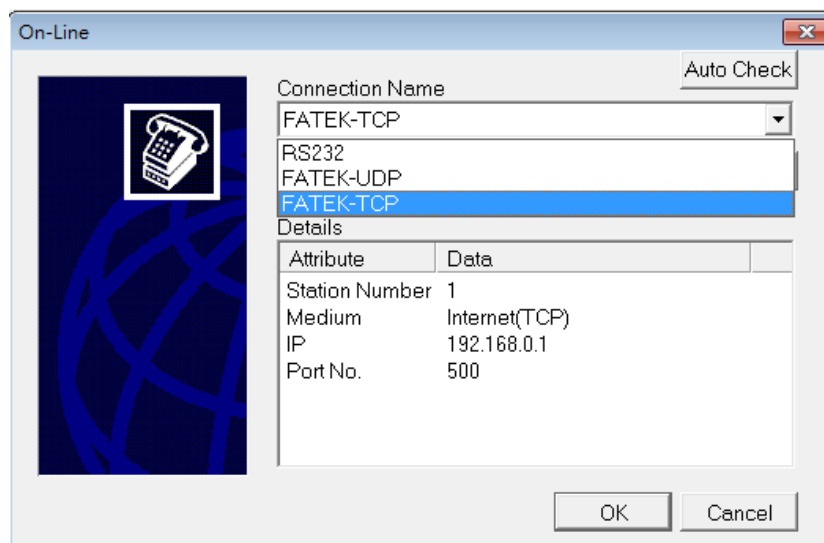 On-Line
Auto Check
Connection Name
FATEK-TCP
RS232
FATEK-UDP
FATEK-TCP
Details
Attribute Data
Station Number 1
Medium Internet(TCP)
IP 192.168.0.1
Port No. 500
OK Cancel